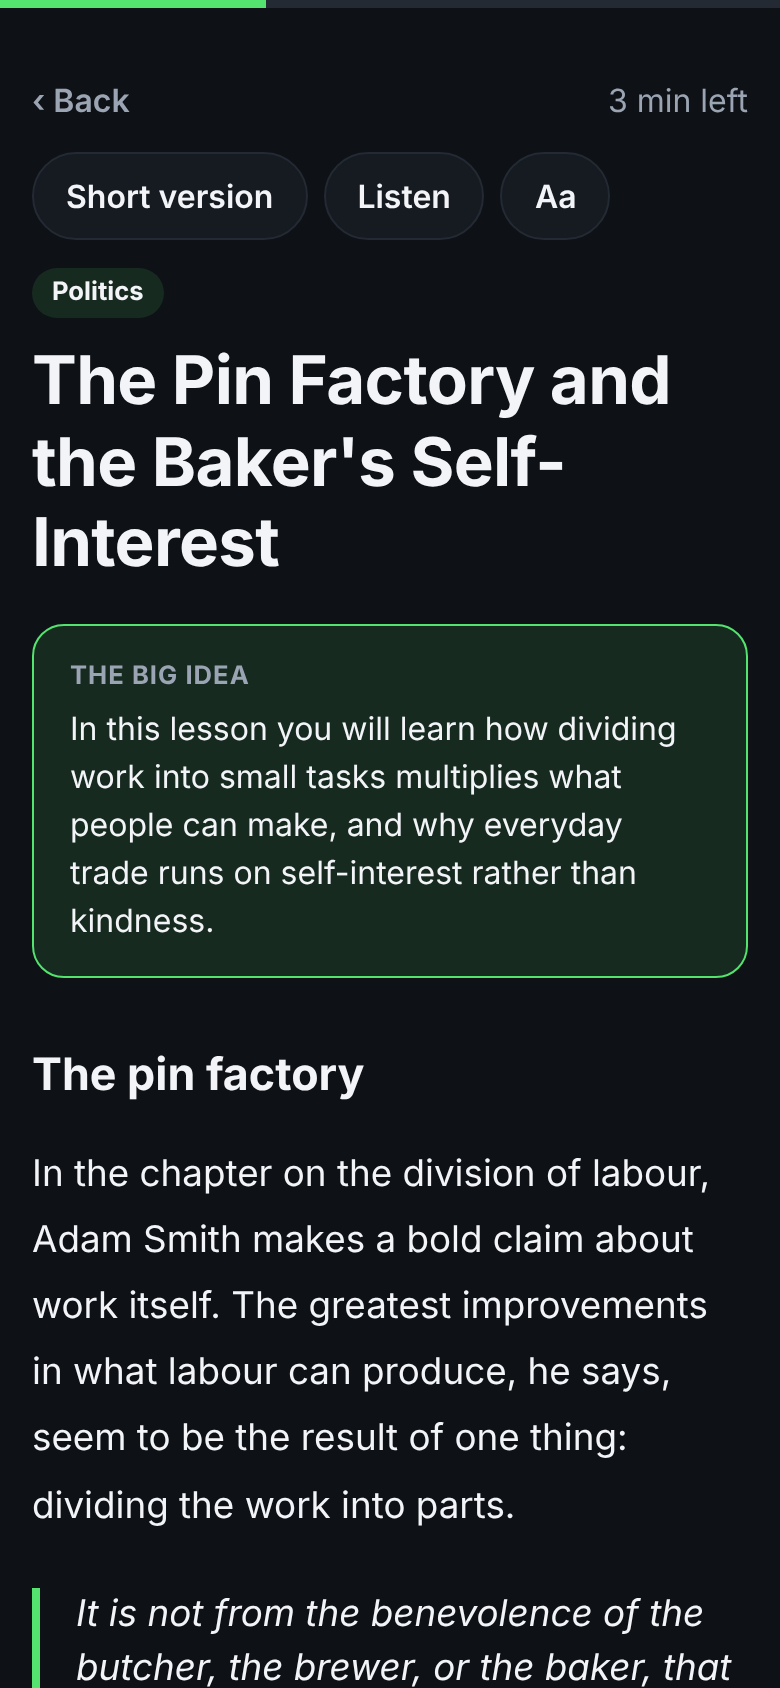 ‹ Back
3 min left
Short version
Listen
Aa
Politics
The Pin Factory and
the Baker's Self-
Interest
THE BIG IDEA
In this lesson you will learn how dividing
work into small tasks multiplies what
people can make, and why everyday
trade runs on self-interest rather than
kindness.
The pin factory
In the chapter on the division of labour,
Adam Smith makes a bold claim about
work itself. The greatest improvements
in what labour can produce, he says,
seem to be the result of one thing:
dividing the work into parts.
It is not from the benevolence of the
butcher, the brewer, or the baker, that